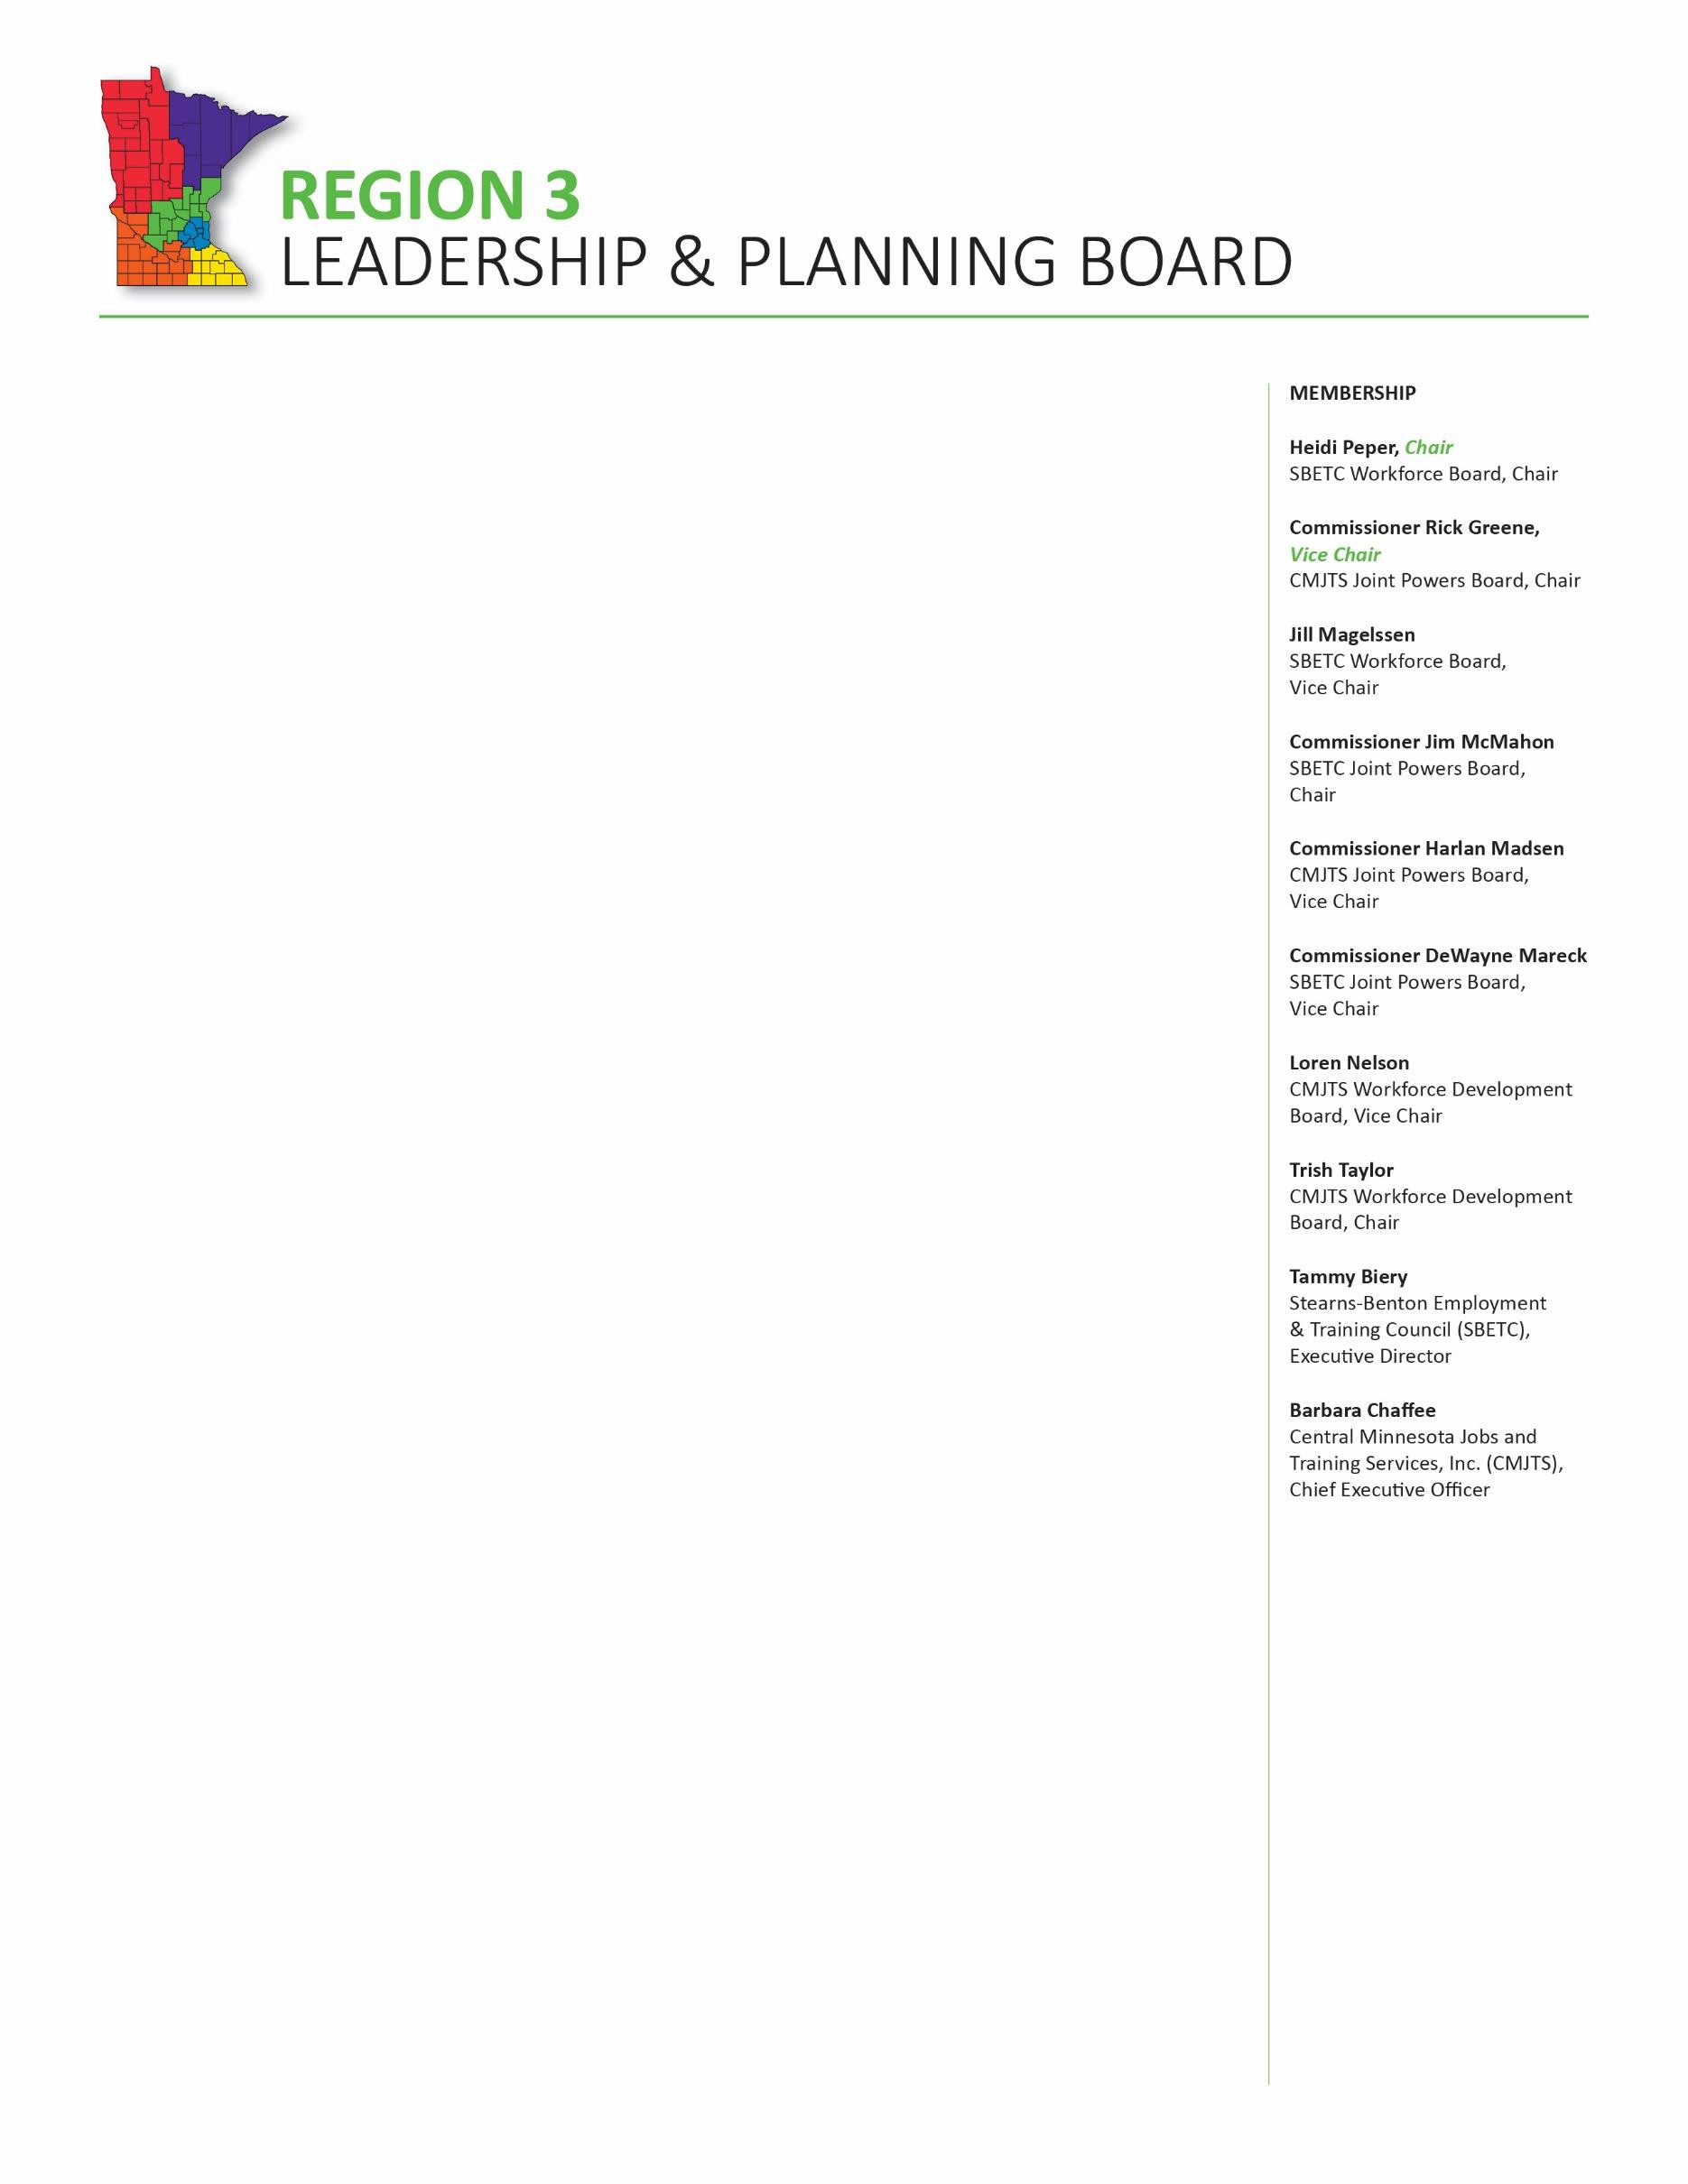 REGION 3
LEADERSHIP & PLANNING BOARD
MEMBERSHIP
Heidi Peper, Chair
SBETC Workforce Board, Chair
Commissioner Rick Greene,
Vice Chair
CMJTS Joint Powers Board, Chair
Jill Magelssen
SBETC Workforce Board,
Vice Chair
Commissioner Jim McMahon
SBETC Joint Powers Board,
Chair
Commissioner Harlan Madsen
CMJTS Joint Powers Board,
Vice Chair
Commissioner DeWayne Mareck
SBETC Joint Powers Board,
Vice Chair
Loren Nelson
CMJTS Workforce Development
Board, Vice Chair
Trish Taylor
CMJTS Workforce Development
Board, Chair
Tammy Biery
Stearns-Benton Employment
& Training Council (SBETC),
Executive Director
Barbara Chaffee
Central Minnesota Jobs and
Training Services, Inc. (CMJTS),
Chief Executive Officer